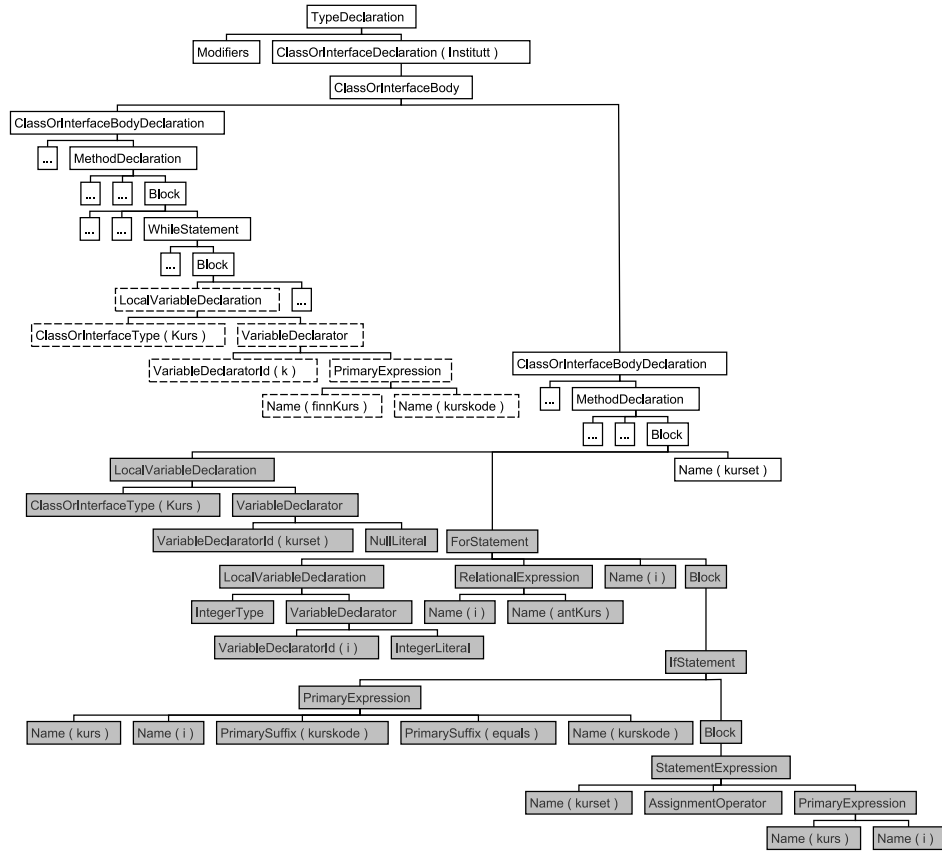 TypeDeclaration
Modifiers ClassOrInterfaceDeclaration ( Institutt )
ClassOrInterfaceBody
ClassOrInterfaceBodyDeclaration
... MethodDeclaration
... ... Block
... ... WhileStatement
... Block
LocalVariableDeclaration ...
ClassOrInterfaceType ( Kurs ) VariableDeclarator
VariableDeclaratorId ( k ) PrimaryExpression
Name ( finnKurs ) Name ( kurskode )
ClassOrInterfaceBodyDeclaration
... MethodDeclaration
... ... Block
LocalVariableDeclaration Name ( kurset )
ClassOrInterfaceType ( Kurs ) VariableDeclarator
VariableDeclaratorId ( kurset ) NullLiteral ForStatement
LocalVariableDeclaration RelationalExpression Name ( i ) Block
IntegerType VariableDeclarator Name ( i ) Name ( antKurs )
VariableDeclaratorId ( i ) IntegerLiteral
IfStatement
PrimaryExpression
Name ( kurs ) Name ( i ) PrimarySuffix ( kurskode ) PrimarySuffix ( equals ) Name ( kurskode ) Block
StatementExpression
Name ( kurset ) AssignmentOperator PrimaryExpression
Name ( kurs ) Name ( i )